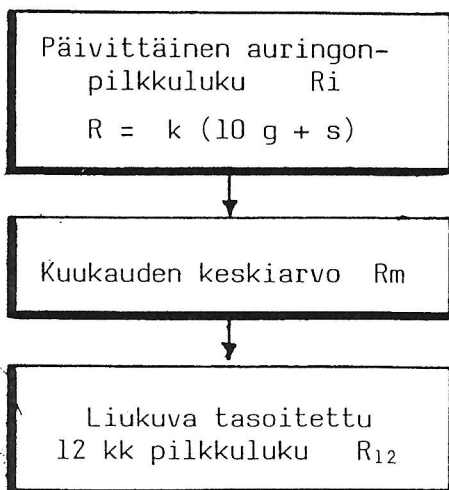 Päivittäinen auringon-
pilkkuluku Ri
R = k (10 g + s)
Kuukauden keskiarvo Rm
Liukuva tasoitettu
12 kk pilkkuluku R₁₂